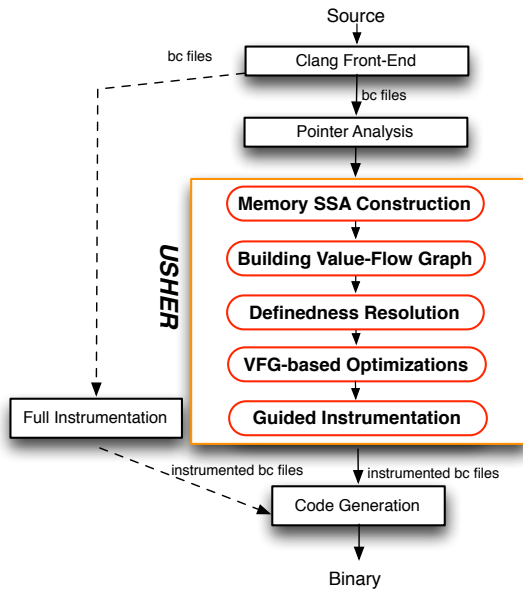 Source
Clang Front-End
bc files
bc files
Pointer Analysis
USHER
Memory SSA Construction
Building Value-Flow Graph
Definedness Resolution
VFG-based Optimizations
Guided Instrumentation
Full Instrumentation
instrumented bc files
instrumented bc files
Code Generation
Binary